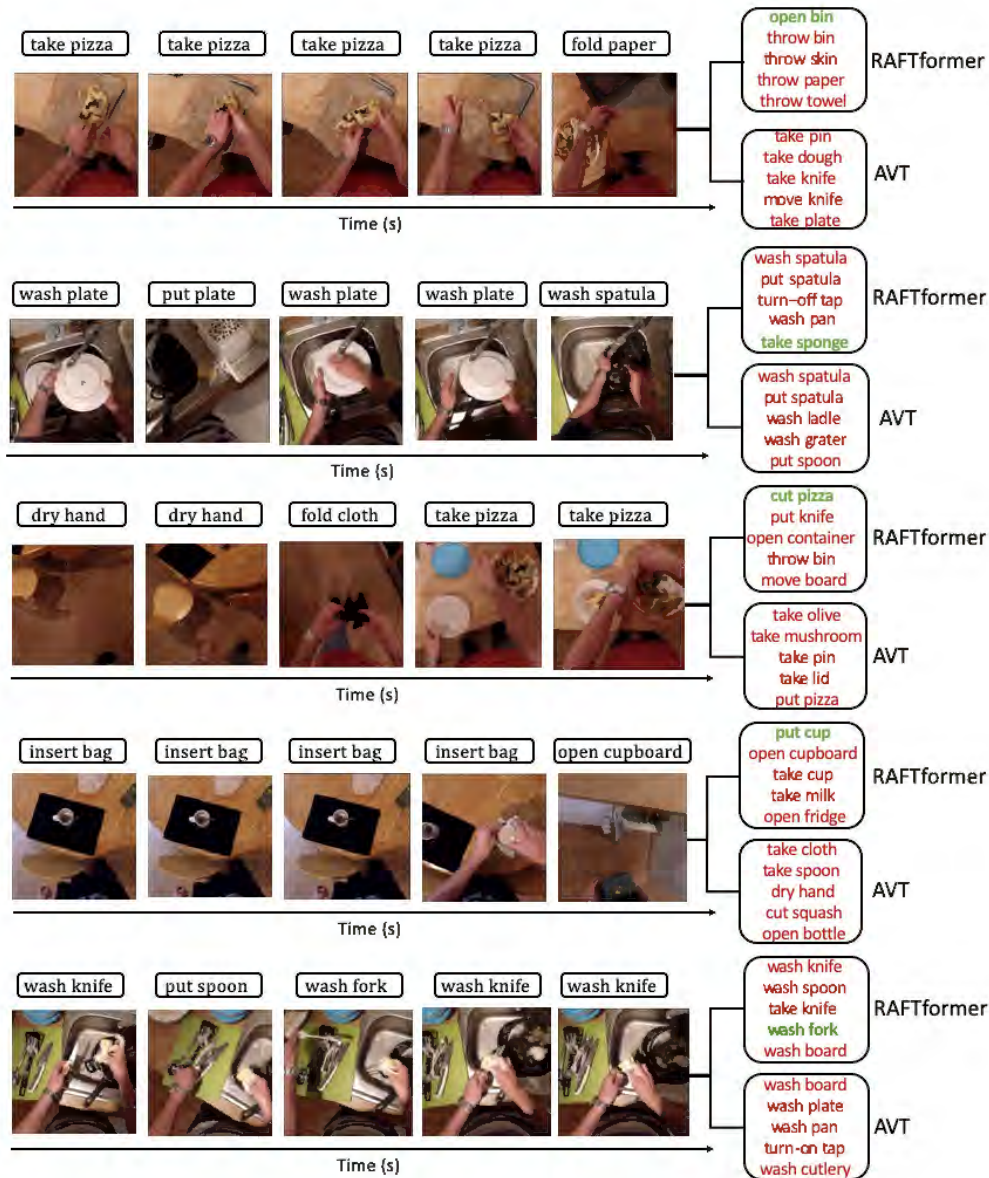 take pizza
take pizza
take pizza
take pizza
fold paper
open bin
throw bin
throw skin
throw paper
throw towel
RAFTformer
take pin
take dough
take knife
move knife
take plate
AVT
Time (s)
wash plate
put plate
wash plate
wash plate
wash spatula
wash spatula
put spatula
turn-off tap
wash pan
take sponge
RAFTformer
wash spatula
put spatula
wash ladle
wash grater
put spoon
AVT
Time (s)
dry hand
dry hand
fold cloth
take pizza
take pizza
cut pizza
put knife
open container
throw bin
move board
RAFTformer
take olive
take mushroom
take pin
take lid
put pizza
AVT
Time (s)
insert bag
insert bag
insert bag
insert bag
open cupboard
put cup
open cupboard
take cup
take milk
open fridge
RAFTformer
take cloth
take spoon
dry hand
cut squash
open bottle
AVT
Time (s)
wash knife
put spoon
wash fork
wash knife
wash knife
wash knife
wash spoon
take knife
wash fork
wash board
RAFTformer
wash board
wash plate
wash pan
turn-on tap
wash cutlery
AVT
Time (s)